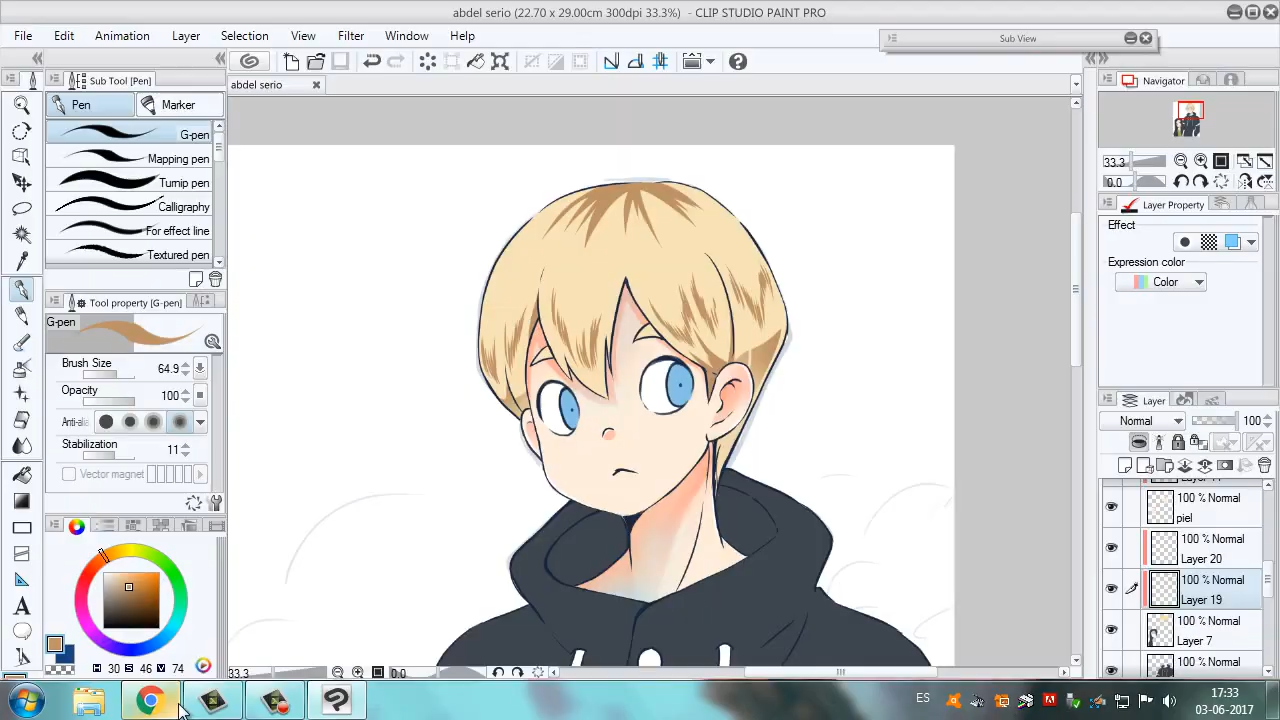 abdel serio (22.70 x 29.00cm 300dpi 33.3%) - CLIP STUDIO PAINT PRO
File Edit Animation Layer Selection View Filter Window Help
Sub View
Sub Tool [Pen]
abdel serio
Navigator
Pen Marker
G-pen
Mapping pen
Turnip pen
Calligraphy
For effect line
Textured pen
33.3
0.0
Layer Property
Effect
Expression color
Color
Tool property [G-pen]
G-pen
Brush Size 64.9
Opacity 100
Anti-ali
Stabilization 11
Vector magnet
Layer
Normal 100
100 % Normal
piel
100 % Normal
Layer 20
100 % Normal
Layer 19
100 % Normal
Layer 7
100 % Normal
H 30 S 46 V 74
33.3 0.0
ES
17:33
03-06-2017